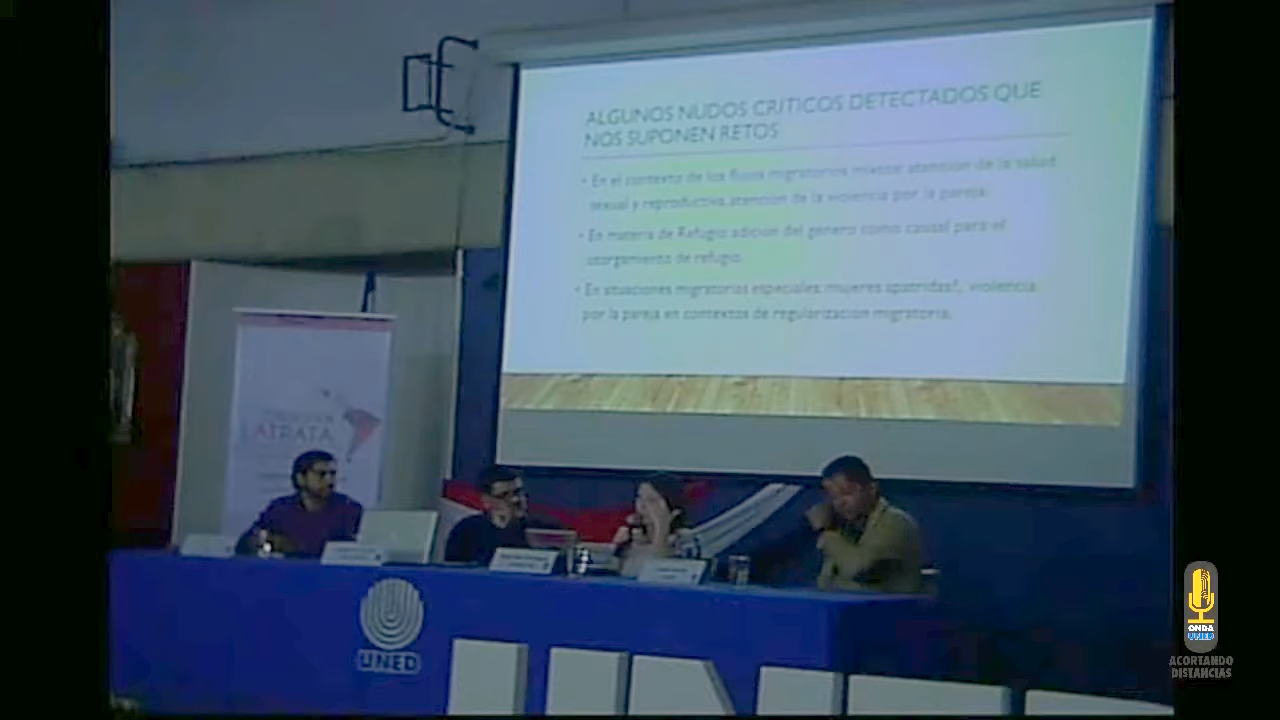 ALGUNOS NUDOS CRITICOS DETECTADOS QUE
NOS SUPONEN RETOS
• En el contexto de los flujos migratorios mixtos: atención de la salud
sexual y reproductiva, atención de la violencia por la pareja.
• En materia de Refugio adición del género como causal para el
otorgamiento de refugio.
• En situaciones migratorias especiales: mujeres apatridas?, violencia
por la pareja en contextos de regularización migratoria.
LATRATA
UNED
ONDA
UNED
ACORTANDO
DISTANCIAS